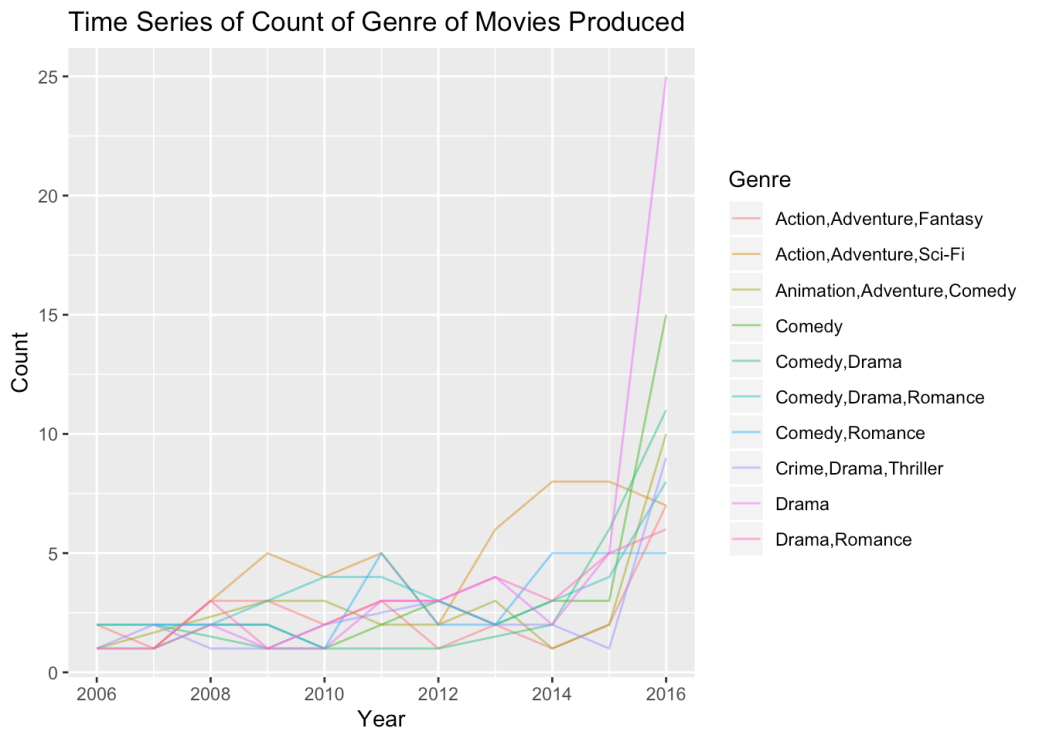 Time Series of Count of Genre of Movies Produced
25
20
15
10
5
0
Count
2006 2008 2010 2012 2014 2016
Year
Genre
Action,Adventure,Fantasy
Action,Adventure,Sci-Fi
Animation,Adventure,Comedy
Comedy
Comedy,Drama
Comedy,Drama,Romance
Comedy,Romance
Crime,Drama,Thriller
Drama
Drama,Romance